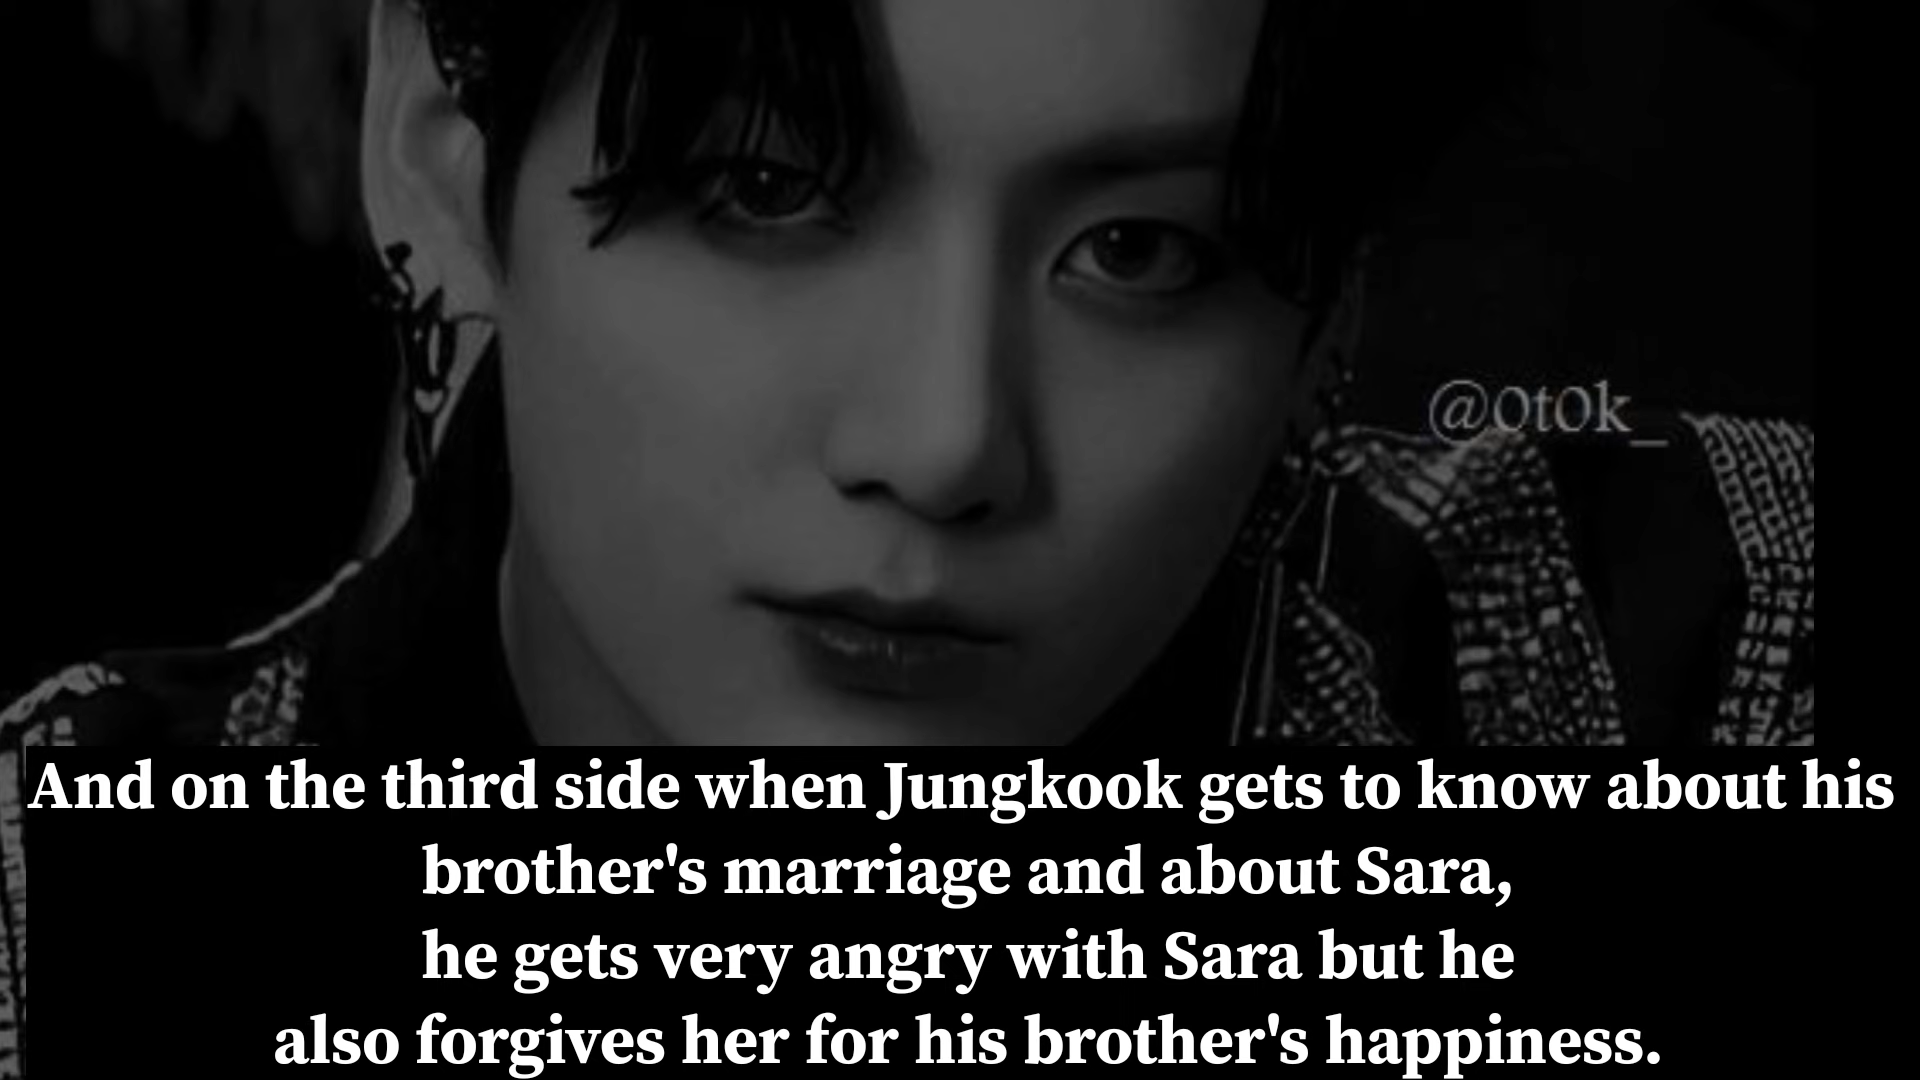 @0t0k_
And on the third side when Jungkook gets to know about his
brother's marriage and about Sara,
he gets very angry with Sara but he
also forgives her for his brother's happiness.